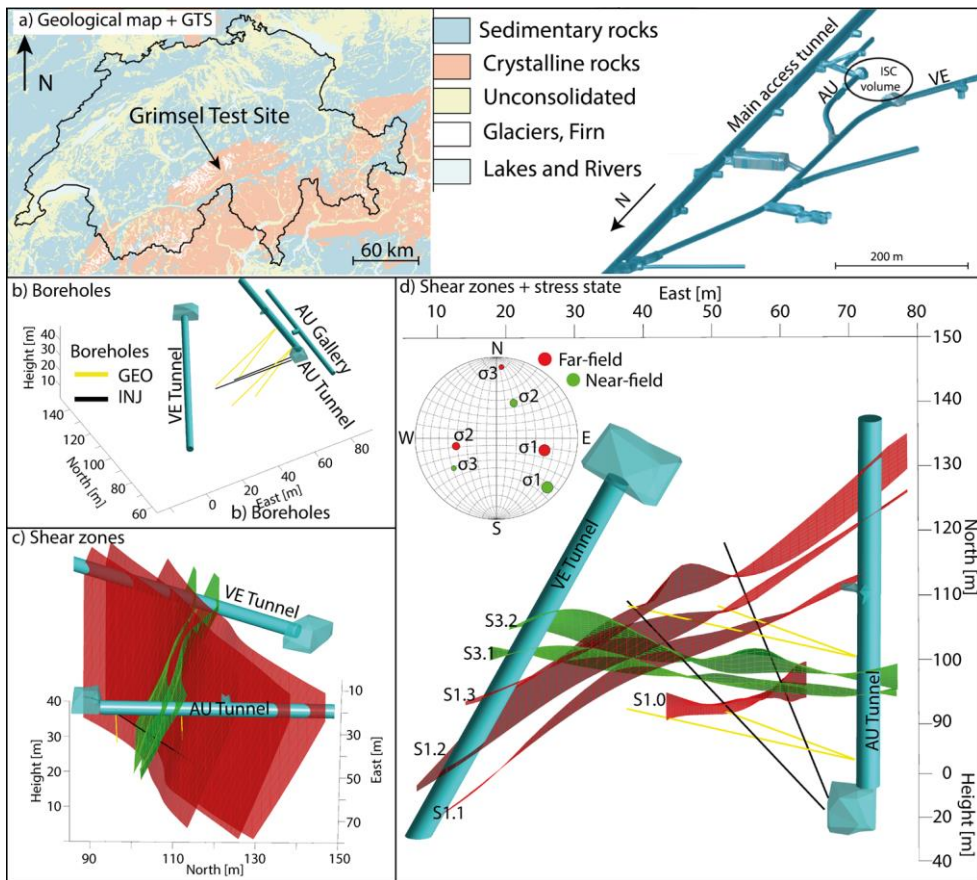 a) Geological map + GTS
N
Grimsel Test Site
60 km
Sedimentary rocks
Crystalline rocks
Unconsolidated
Glaciers, Firn
Lakes and Rivers
Main access tunnel
AU
ISC
volume
VE
N
200 m
b) Boreholes
Height[m]
40
30
20
10
Boreholes
GEO
INJ
VE Tunnel
AU Gallery
AU Tunnel
140
120
100
80
60
North [m]
0
20
40
60
80
East [m]
b) Boreholes
c) Shear zones
VE Tunnel
AU Tunnel
Height [m]
40
30
20
10
10
30
50
70
East [m]
90
110
130
150
North [m]
d) Shear zones + stress state
East [m]
10
20
30
40
50
60
70
80
N
W
E
S
Far-field
Near-field
σ3
σ2
σ2
σ3
σ1
σ1
VE Tunnel
S3.2
S3.1
S1.3
S1.2
S1.1
S1.0
AU Tunnel
150
140
130
120
110
100
90
North [m]
0
20
40
Height [m]